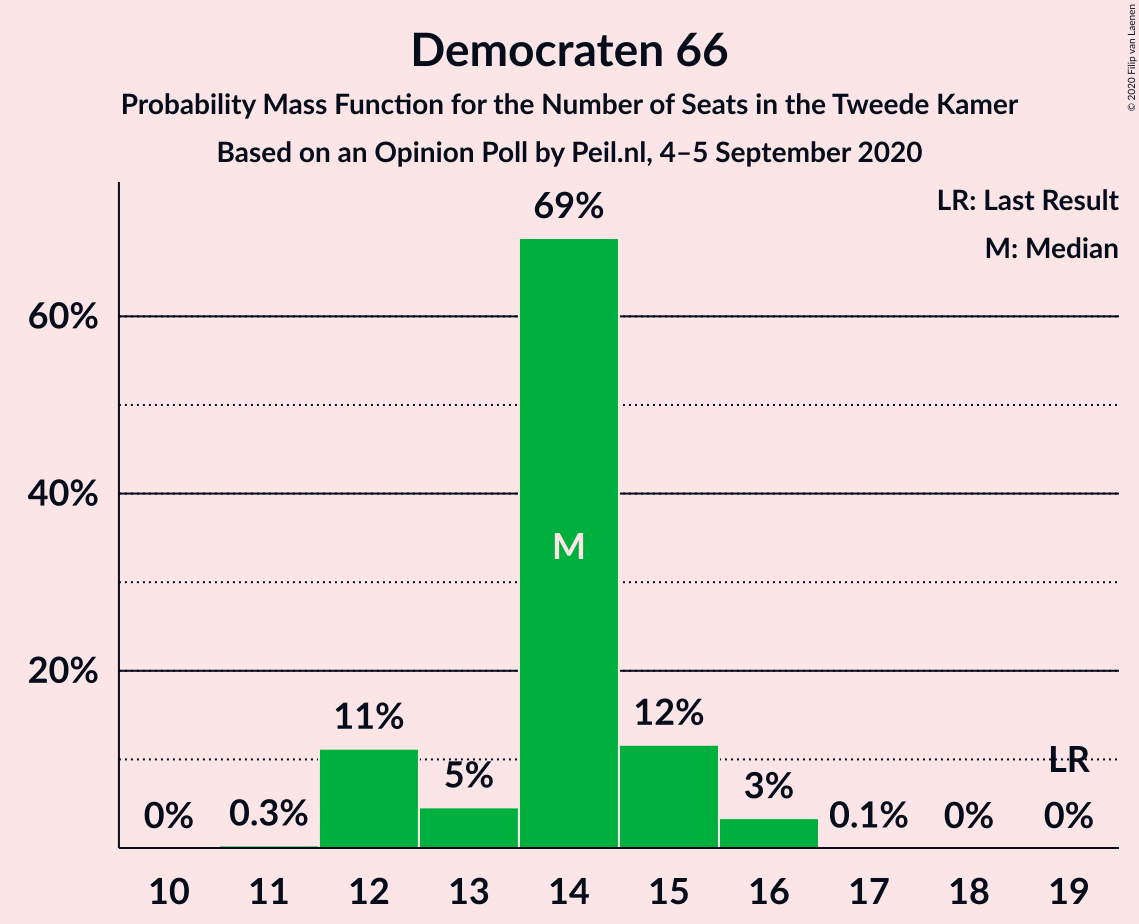 Democraten 66
Probability Mass Function for the Number of Seats in the Tweede Kamer
Based on an Opinion Poll by Peil.nl, 4–5 September 2020
© 2020 Filip van Laenen
LR: Last Result
M: Median
60%
40%
20%
0%
0.3%
11%
5%
69%
M
12%
3%
0.1%
0%
LR
0%
10 11 12 13 14 15 16 17 18 19